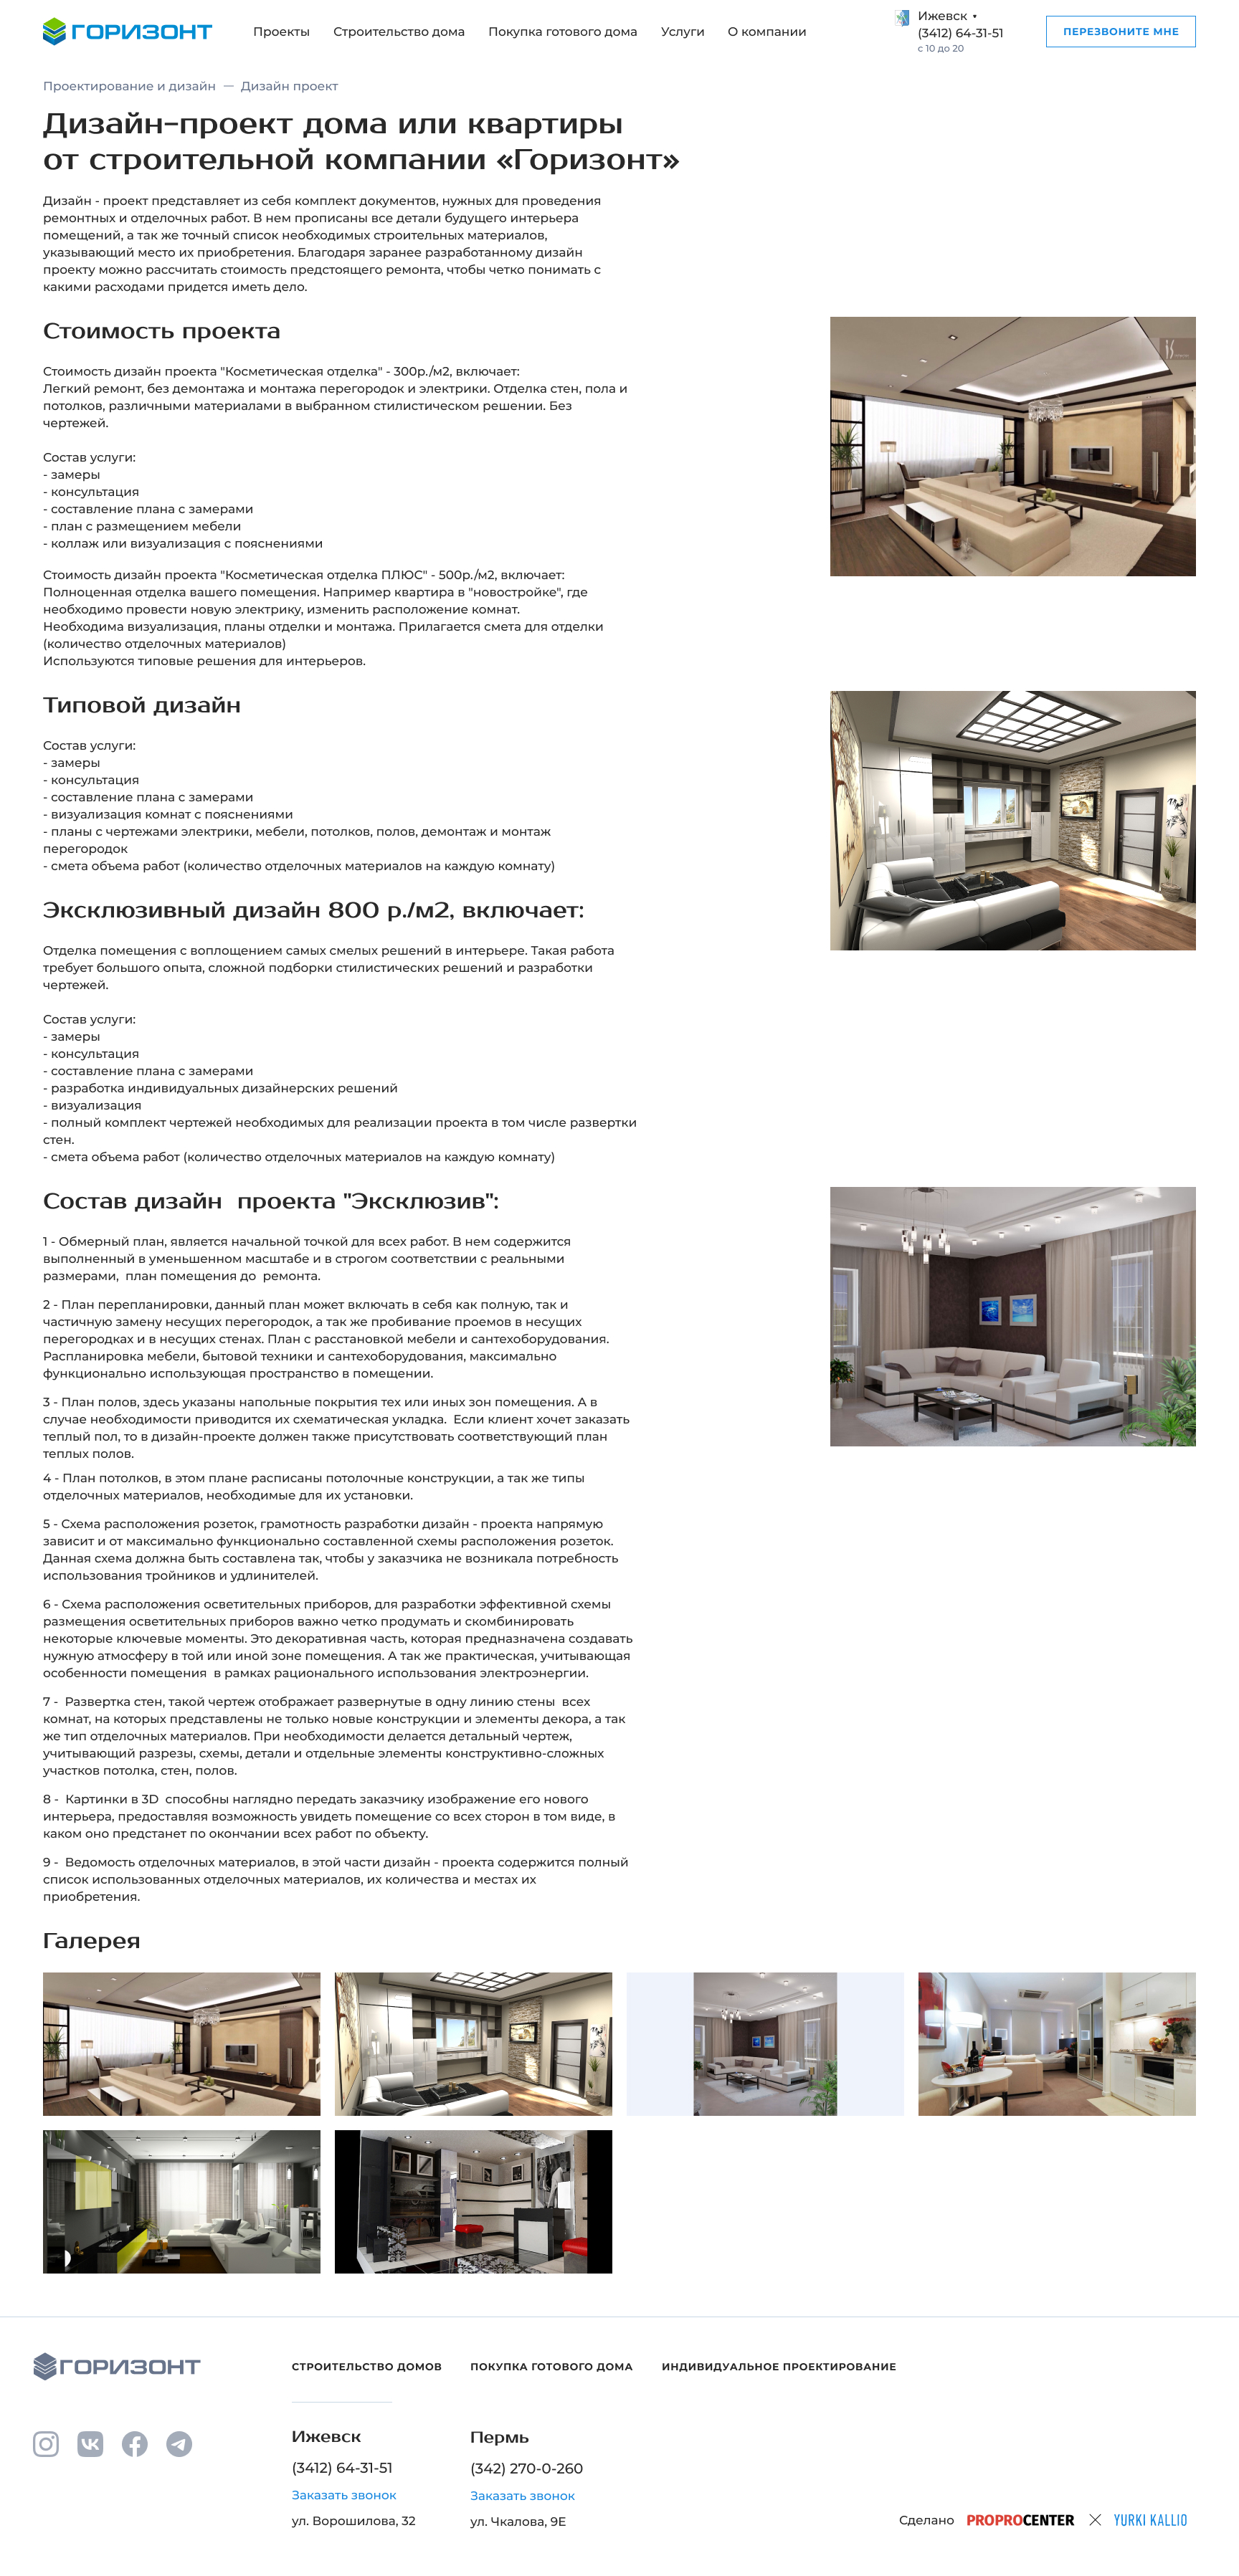 ГОРИЗОНТ
Проекты
Строительство дома
Покупка готового дома
Услуги
О компании
Ижевск
(3412) 64-31-51
с 10 до 20
ПЕРЕЗВОНИТЕ МНЕ
Проектирование и дизайн — Дизайн проект
Дизайн-проект дома или квартиры
от строительной компании «Горизонт»
Дизайн - проект представляет из себя комплект документов, нужных для проведения
ремонтных и отделочных работ. В нем прописаны все детали будущего интерьера
помещений, а так же точный список необходимых строительных материалов,
указывающий место их приобретения. Благодаря заранее разработанному дизайн
проекту можно рассчитать стоимость предстоящего ремонта, чтобы четко понимать с
какими расходами придется иметь дело.
Стоимость проекта
Стоимость дизайн проекта "Косметическая отделка" - 300р./м2, включает:
Легкий ремонт, без демонтажа и монтажа перегородок и электрики. Отделка стен, пола и
потолков, различными материалами в выбранном стилистическом решении. Без
чертежей.
Состав услуги:
- замеры
- консультация
- составление плана с замерами
- план с размещением мебели
- коллаж или визуализация с пояснениями
Стоимость дизайн проекта "Косметическая отделка ПЛЮС" - 500р./м2, включает:
Полноценная отделка вашего помещения. Например квартира в "новостройке", где
необходимо провести новую электрику, изменить расположение комнат.
Необходима визуализация, планы отделки и монтажа. Прилагается смета для отделки
(количество отделочных материалов)
Используются типовые решения для интерьеров.
Типовой дизайн
Состав услуги:
- замеры
- консультация
- составление плана с замерами
- визуализация комнат с пояснениями
- планы с чертежами электрики, мебели, потолков, полов, демонтаж и монтаж
перегородок
- смета объема работ (количество отделочных материалов на каждую комнату)
Эксклюзивный дизайн 800 р./м2, включает:
Отделка помещения с воплощением самых смелых решений в интерьере. Такая работа
требует большого опыта, сложной подборки стилистических решений и разработки
чертежей.
Состав услуги:
- замеры
- консультация
- составление плана с замерами
- разработка индивидуальных дизайнерских решений
- визуализация
- полный комплект чертежей необходимых для реализации проекта в том числе развертки
стен.
- смета объема работ (количество отделочных материалов на каждую комнату)
Состав дизайн  проекта "Эксклюзив":
1 - Обмерный план, является начальной точкой для всех работ. В нем содержится
выполненный в уменьшенном масштабе и в строгом соответствии с реальными
размерами,  план помещения до  ремонта.
2 - План перепланировки, данный план может включать в себя как полную, так и
частичную замену несущих перегородок, а так же пробивание проемов в несущих
перегородках и в несущих стенах. План с расстановкой мебели и сантехоборудования.
Распланировка мебели, бытовой техники и сантехоборудования, максимально
функционально использующая пространство в помещении.
3 - План полов, здесь указаны напольные покрытия тех или иных зон помещения. А в
случае необходимости приводится их схематическая укладка.  Если клиент хочет заказать
теплый пол, то в дизайн-проекте должен также присутствовать соответствующий план
теплых полов.
4 - План потолков, в этом плане расписаны потолочные конструкции, а так же типы
отделочных материалов, необходимые для их установки.
5 - Схема расположения розеток, грамотность разработки дизайн - проекта напрямую
зависит и от максимально функционально составленной схемы расположения розеток.
Данная схема должна быть составлена так, чтобы у заказчика не возникала потребность
использования тройников и удлинителей.
6 - Схема расположения осветительных приборов, для разработки эффективной схемы
размещения осветительных приборов важно четко продумать и скомбинировать
некоторые ключевые моменты. Это декоративная часть, которая предназначена создавать
нужную атмосферу в той или иной зоне помещения. А так же практическая, учитывающая
особенности помещения  в рамках рационального использования электроэнергии.
7 -  Развертка стен, такой чертеж отображает развернутые в одну линию стены  всех
комнат, на которых представлены не только новые конструкции и элементы декора, а так
же тип отделочных материалов. При необходимости делается детальный чертеж,
учитывающий разрезы, схемы, детали и отдельные элементы конструктивно-сложных
участков потолка, стен, полов.
8 -  Картинки в 3D  способны наглядно передать заказчику изображение его нового
интерьера, предоставляя возможность увидеть помещение со всех сторон в том виде, в
каком оно предстанет по окончании всех работ по объекту.
9 -  Ведомость отделочных материалов, в этой части дизайн - проекта содержится полный
список использованных отделочных материалов, их количества и местах их
приобретения.
Галерея
ГОРИЗОНТ
СТРОИТЕЛЬСТВО ДОМОВ
ПОКУПКА ГОТОВОГО ДОМА
ИНДИВИДУАЛЬНОЕ ПРОЕКТИРОВАНИЕ
Ижевск
(3412) 64-31-51
Заказать звонок
ул. Ворошилова, 32
Пермь
(342) 270-0-260
Заказать звонок
ул. Чкалова, 9Е
Сделано PROPROCENTER YURKI KALLIO